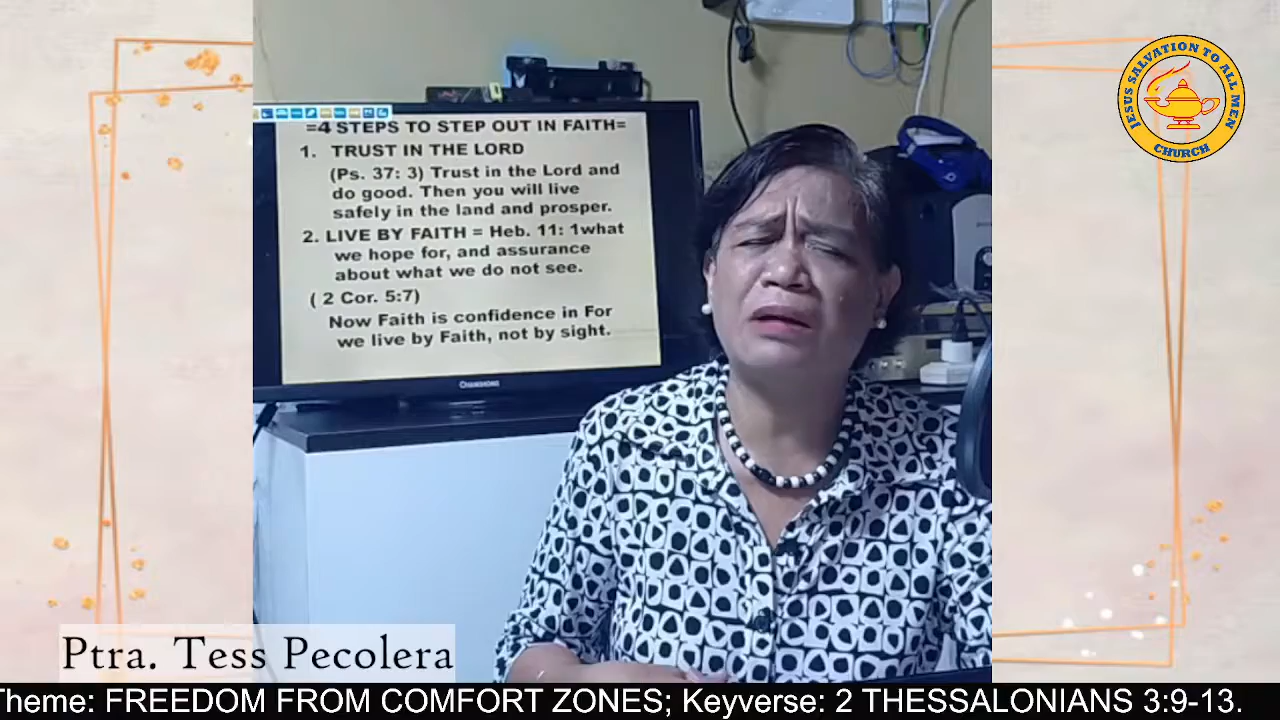 =4 STEPS TO STEP OUT IN FAITH=
1. TRUST IN THE LORD
(Ps. 37: 3) Trust in the Lord and
do good. Then you will live
safely in the land and prosper.
2. LIVE BY FAITH = Heb. 11: 1what
we hope for, and assurance
about what we do not see.
( 2 Cor. 5:7)
Now Faith is confidence in For
we live by Faith, not by sight.
CHANGHONG
JESUS SALVATION TO ALL MEN
CHURCH
Ptra. Tess Pecolera
Theme: FREEDOM FROM COMFORT ZONES; Keyverse: 2 THESSALONIANS 3:9-13.